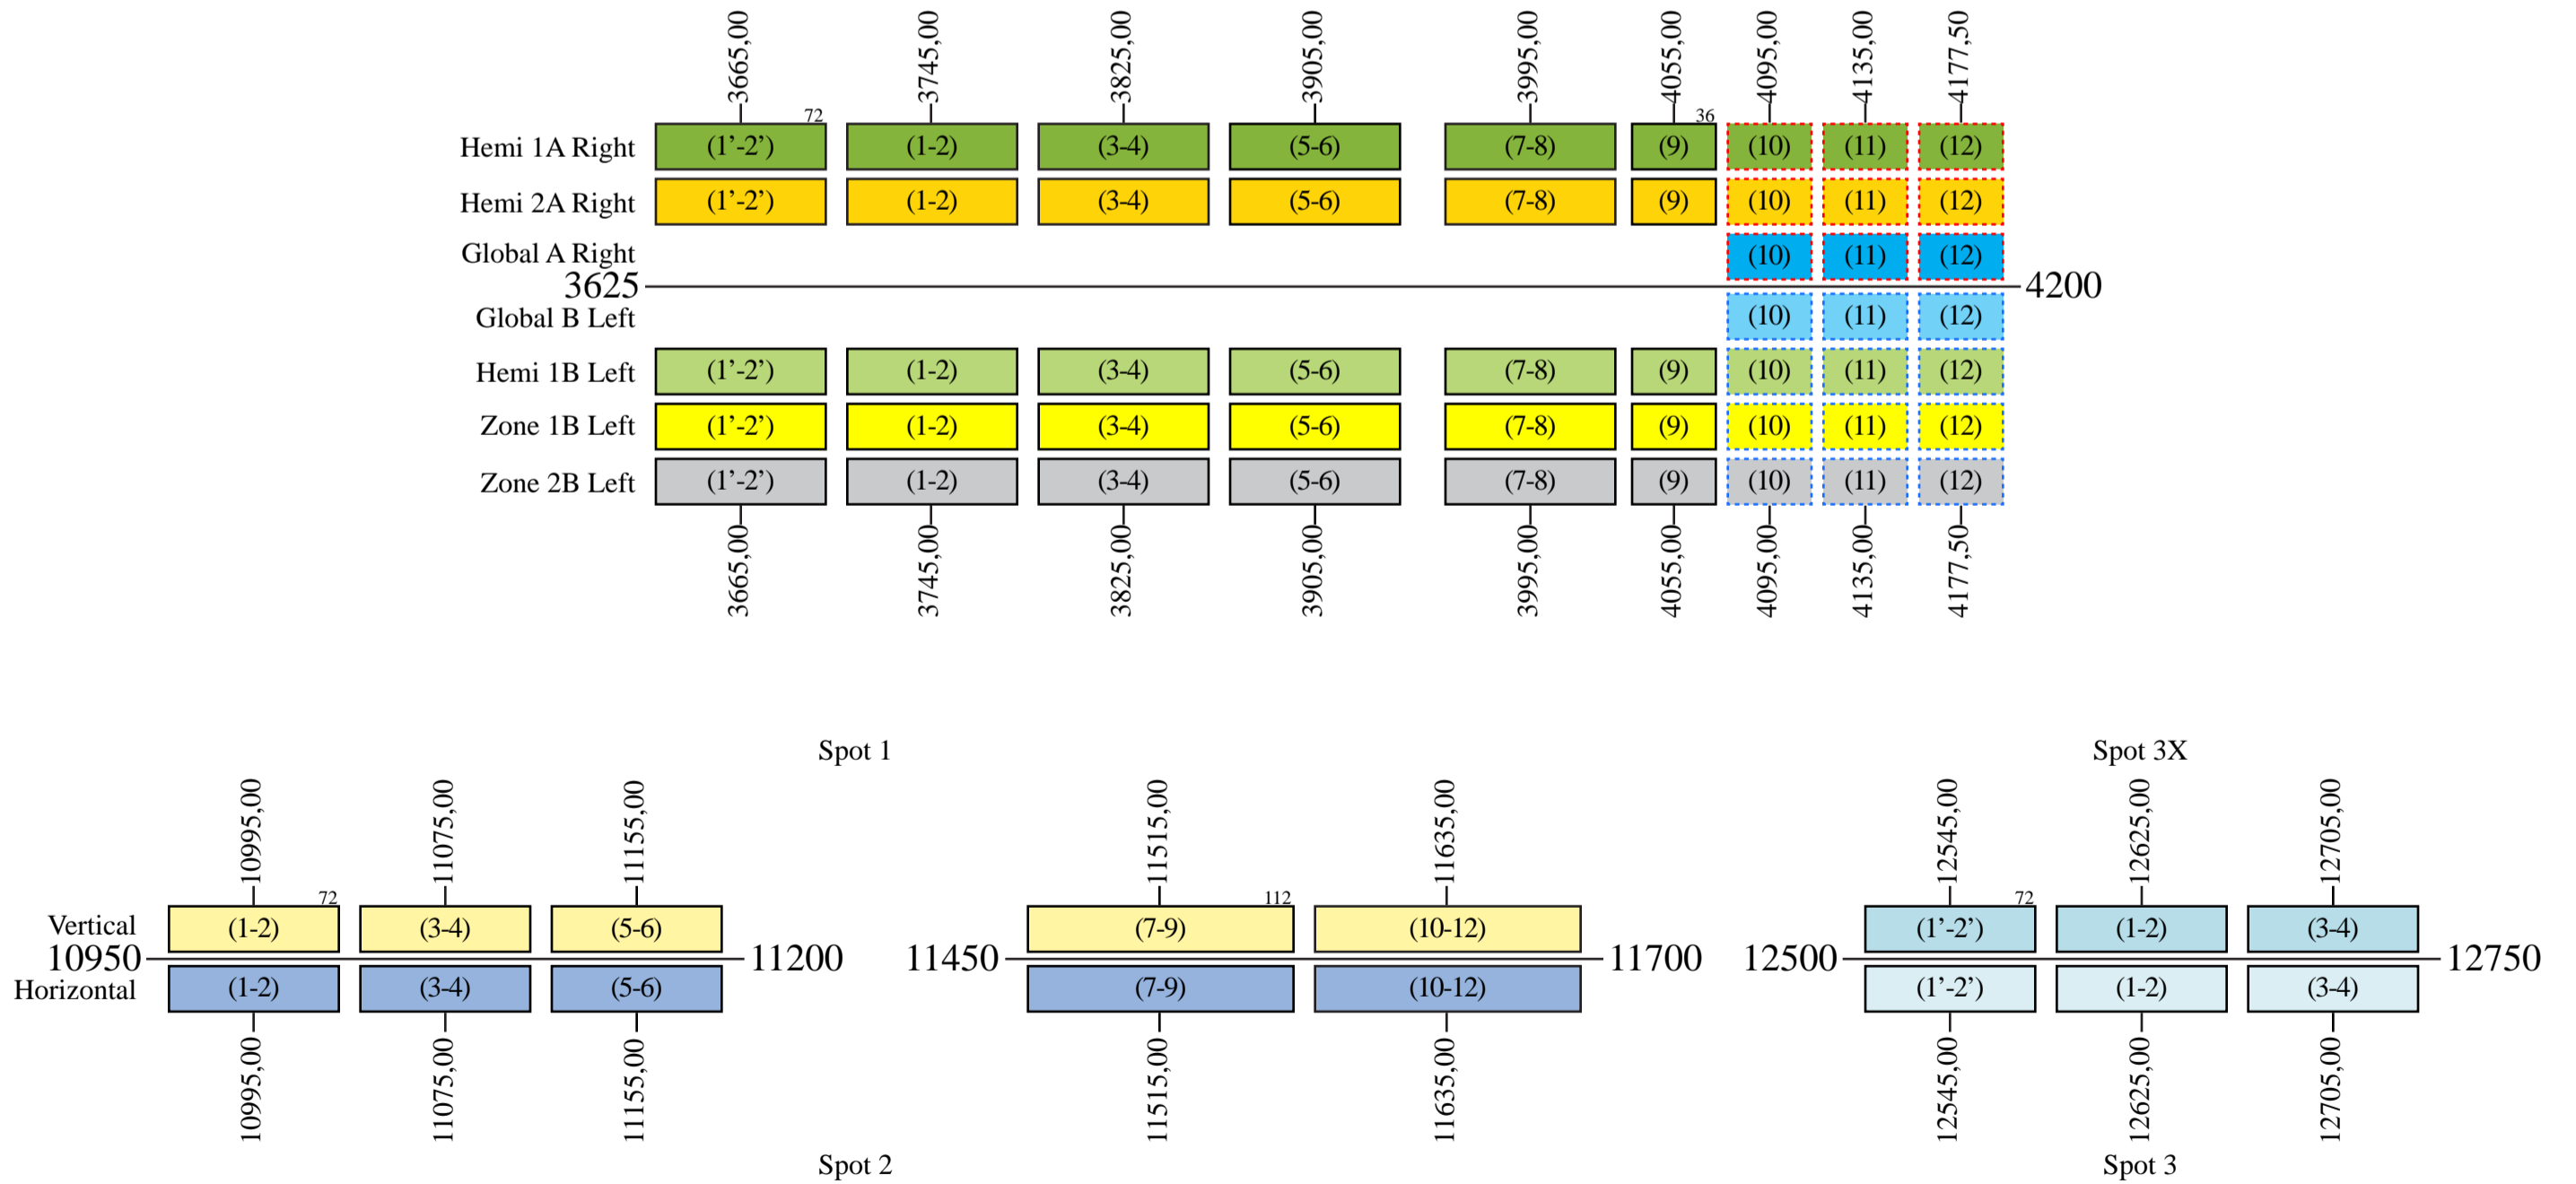 3665,00 3745,00 3825,00 3905,00 3995,00 4055,00 4095,00 4135,00 4177,50
72 36
Hemi 1A Right (1’-2’) (1-2) (3-4) (5-6) (7-8) (9) (10) (11) (12)
Hemi 2A Right (1’-2’) (1-2) (3-4) (5-6) (7-8) (9) (10) (11) (12)
Global A Right (10) (11) (12)
3625 4200
Global B Left (10) (11) (12)
Hemi 1B Left (1’-2’) (1-2) (3-4) (5-6) (7-8) (9) (10) (11) (12)
Zone 1B Left (1’-2’) (1-2) (3-4) (5-6) (7-8) (9) (10) (11) (12)
Zone 2B Left (1’-2’) (1-2) (3-4) (5-6) (7-8) (9) (10) (11) (12)
3665,00 3745,00 3825,00 3905,00 3995,00 4055,00 4095,00 4135,00 4177,50
Spot 1 Spot 3X
10995,00 11075,00 11155,00 11515,00 11635,00 12545,00 12625,00 12705,00
72 112 72
Vertical (1-2) (3-4) (5-6) (7-9) (10-12) (1’-2’) (1-2) (3-4)
10950 11200 11450 11700 12500 12750
Horizontal (1-2) (3-4) (5-6) (7-9) (10-12) (1’-2’) (1-2) (3-4)
10995,00 11075,00 11155,00 11515,00 11635,00 12545,00 12625,00 12705,00
Spot 2 Spot 3